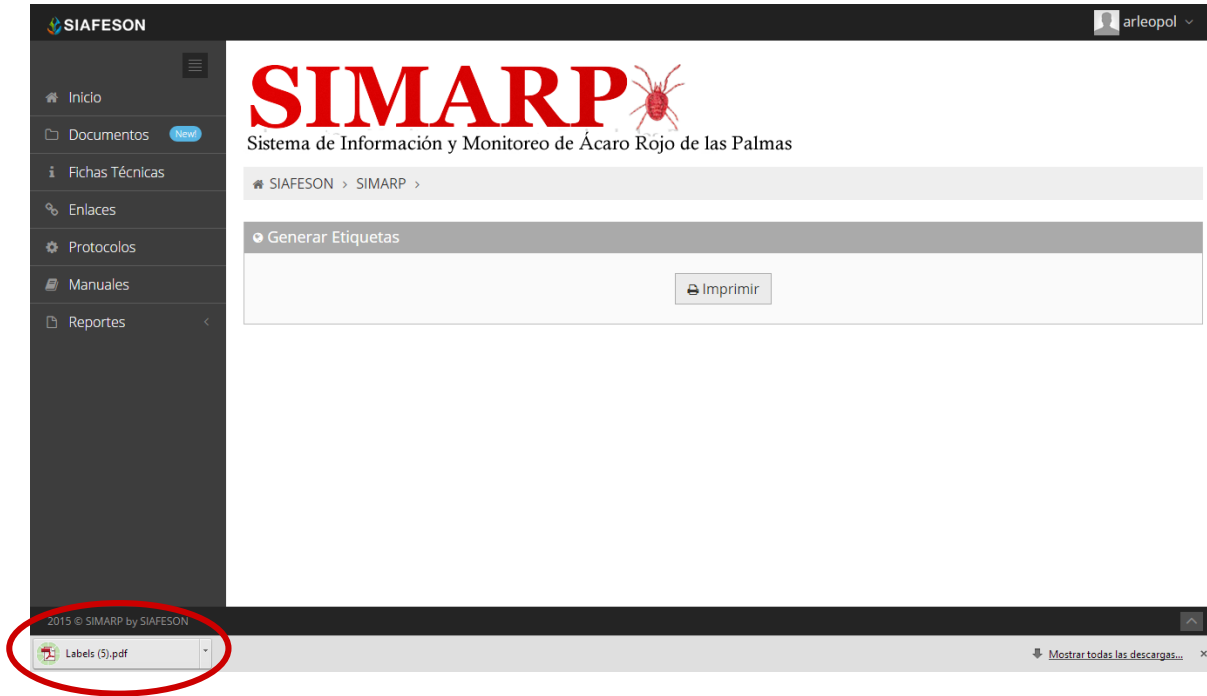 SIAFESON
arleopol
Inicio
Documentos New!
Fichas Técnicas
Enlaces
Protocolos
Manuales
Reportes
SIMARP
Sistema de Información y Monitoreo de Ácaro Rojo de las Palmas
SIAFESON > SIMARP >
Generar Etiquetas
Imprimir
2015 © SIMARP by SIAFESON
Labels (5).pdf
Mostrar todas las descargas...